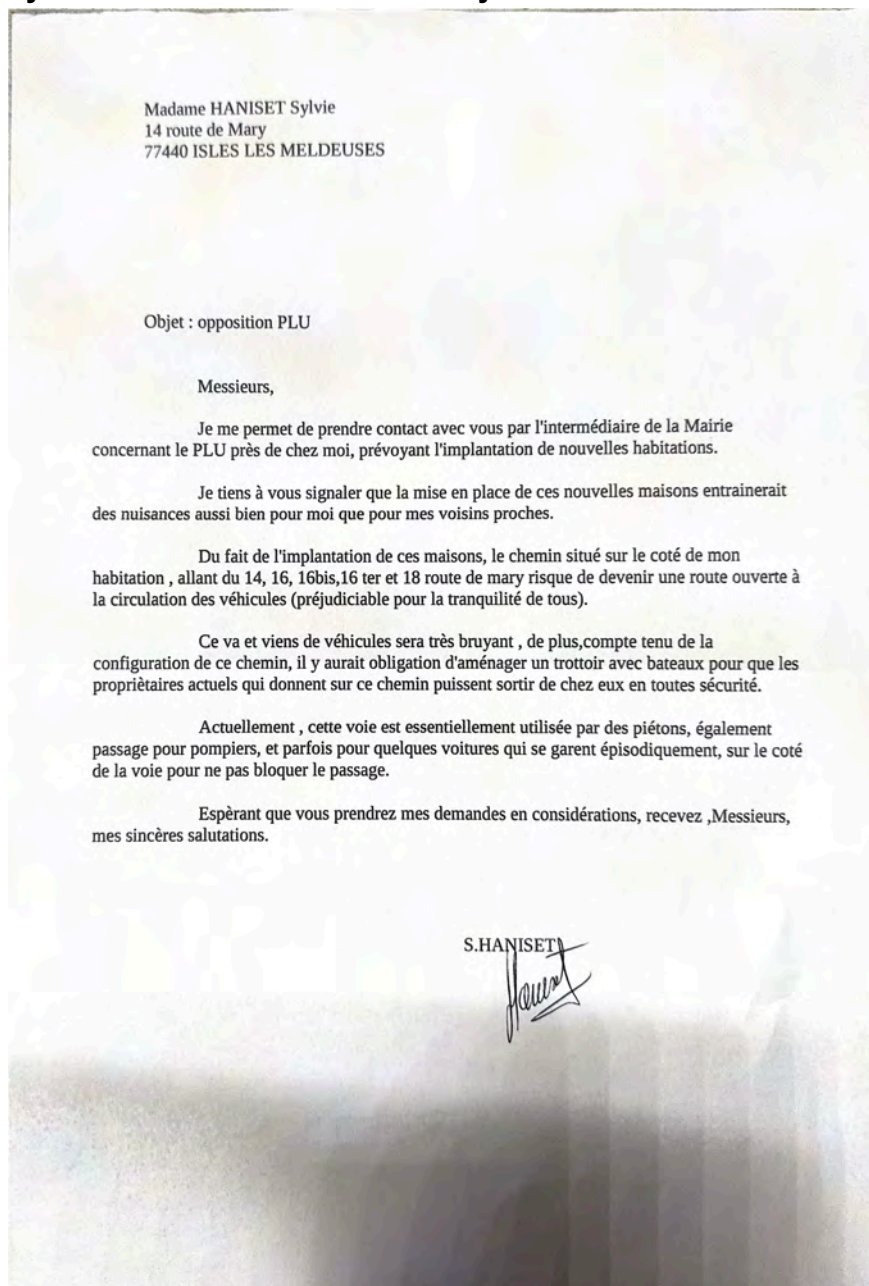 Madame HANISET Sylvie
14 route de Mary
77440 ISLES LES MELDEUSES
Objet : opposition PLU
Messieurs,
Je me permet de prendre contact avec vous par l'intermédiaire de la Mairie
concernant le PLU près de chez moi, prévoyant l'implantation de nouvelles habitations.
Je tiens à vous signaler que la mise en place de ces nouvelles maisons entrainerait
des nuisances aussi bien pour moi que pour mes voisins proches.
Du fait de l'implantation de ces maisons, le chemin situé sur le coté de mon
habitation , allant du 14, 16, 16bis,16 ter et 18 route de mary risque de devenir une route ouverte à
la circulation des véhicules (préjudiciable pour la tranquilité de tous).
Ce va et viens de véhicules sera très bruyant , de plus,compte tenu de la
configuration de ce chemin, il y aurait obligation d'aménager un trottoir avec bateaux pour que les
propriètaires actuels qui donnent sur ce chemin puissent sortir de chez eux en toutes sécurité.
Actuellement , cette voie est essentiellement utilisée par des piétons, également
passage pour pompiers, et parfois pour quelques voitures qui se garent épisodiquement, sur le coté
de la voie pour ne pas bloquer le passage.
Espèrant que vous prendrez mes demandes en considérations, recevez ,Messieurs,
mes sincères salutations.
S.HANISET